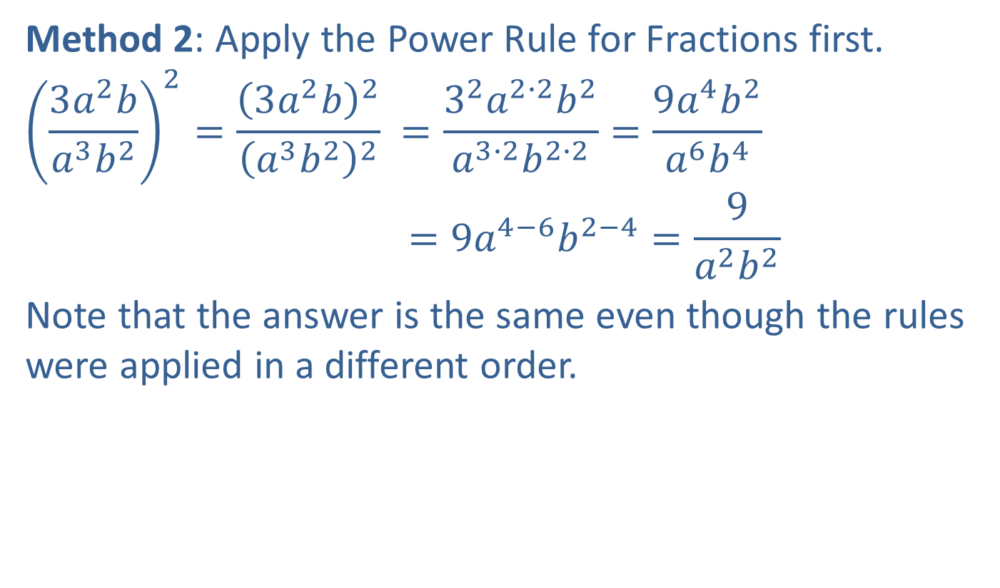 Method 2: Apply the Power Rule for Fractions first.
$\left(\frac{3a^2b}{a^3b^2}\right)^2 = \frac{(3a^2b)^2}{(a^3b^2)^2} = \frac{3^2a^{2\cdot2}b^2}{a^{3\cdot2}b^{2\cdot2}} = \frac{9a^4b^2}{a^6b^4}$
$= 9a^{4-6}b^{2-4} = \frac{9}{a^2b^2}$
Note that the answer is the same even though the rules
were applied in a different order.